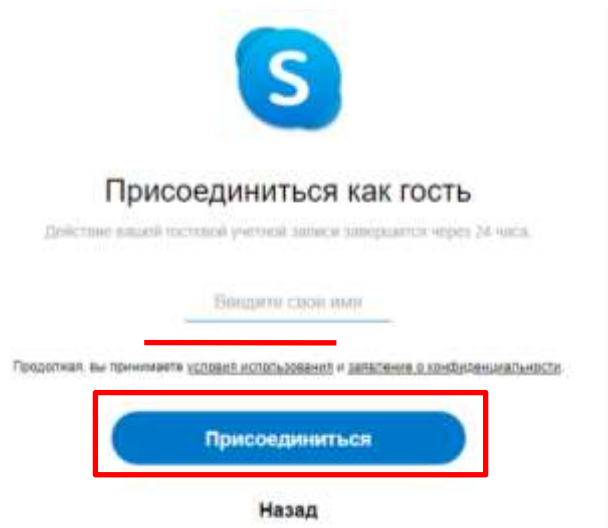 S
Присоединиться как гость
Действие вашей гостевой учетной записи завершится через 24 часа.
Введите свое имя
Продолжая, вы принимаете условия использования и заявление о конфиденциальности.
Присоединиться
Назад